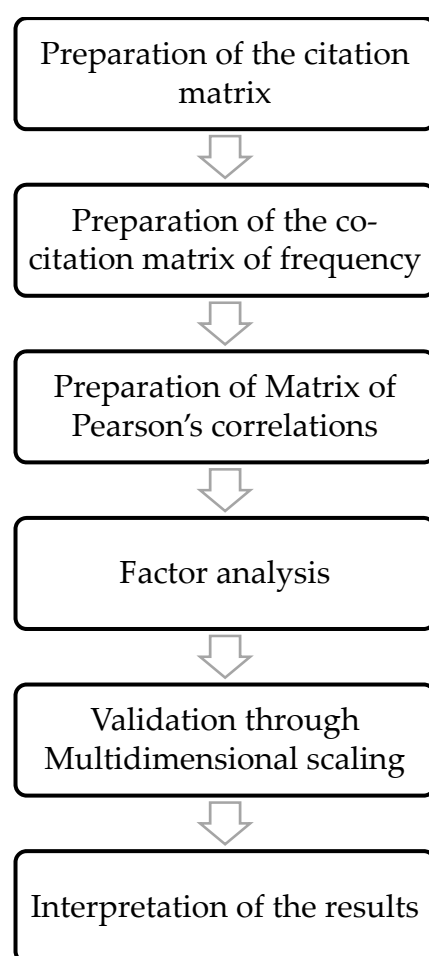 Preparation of the citation
matrix
Preparation of the co-
citation matrix of frequency
Preparation of Matrix of
Pearson’s correlations
Factor analysis
Validation through
Multidimensional scaling
Interpretation of the results